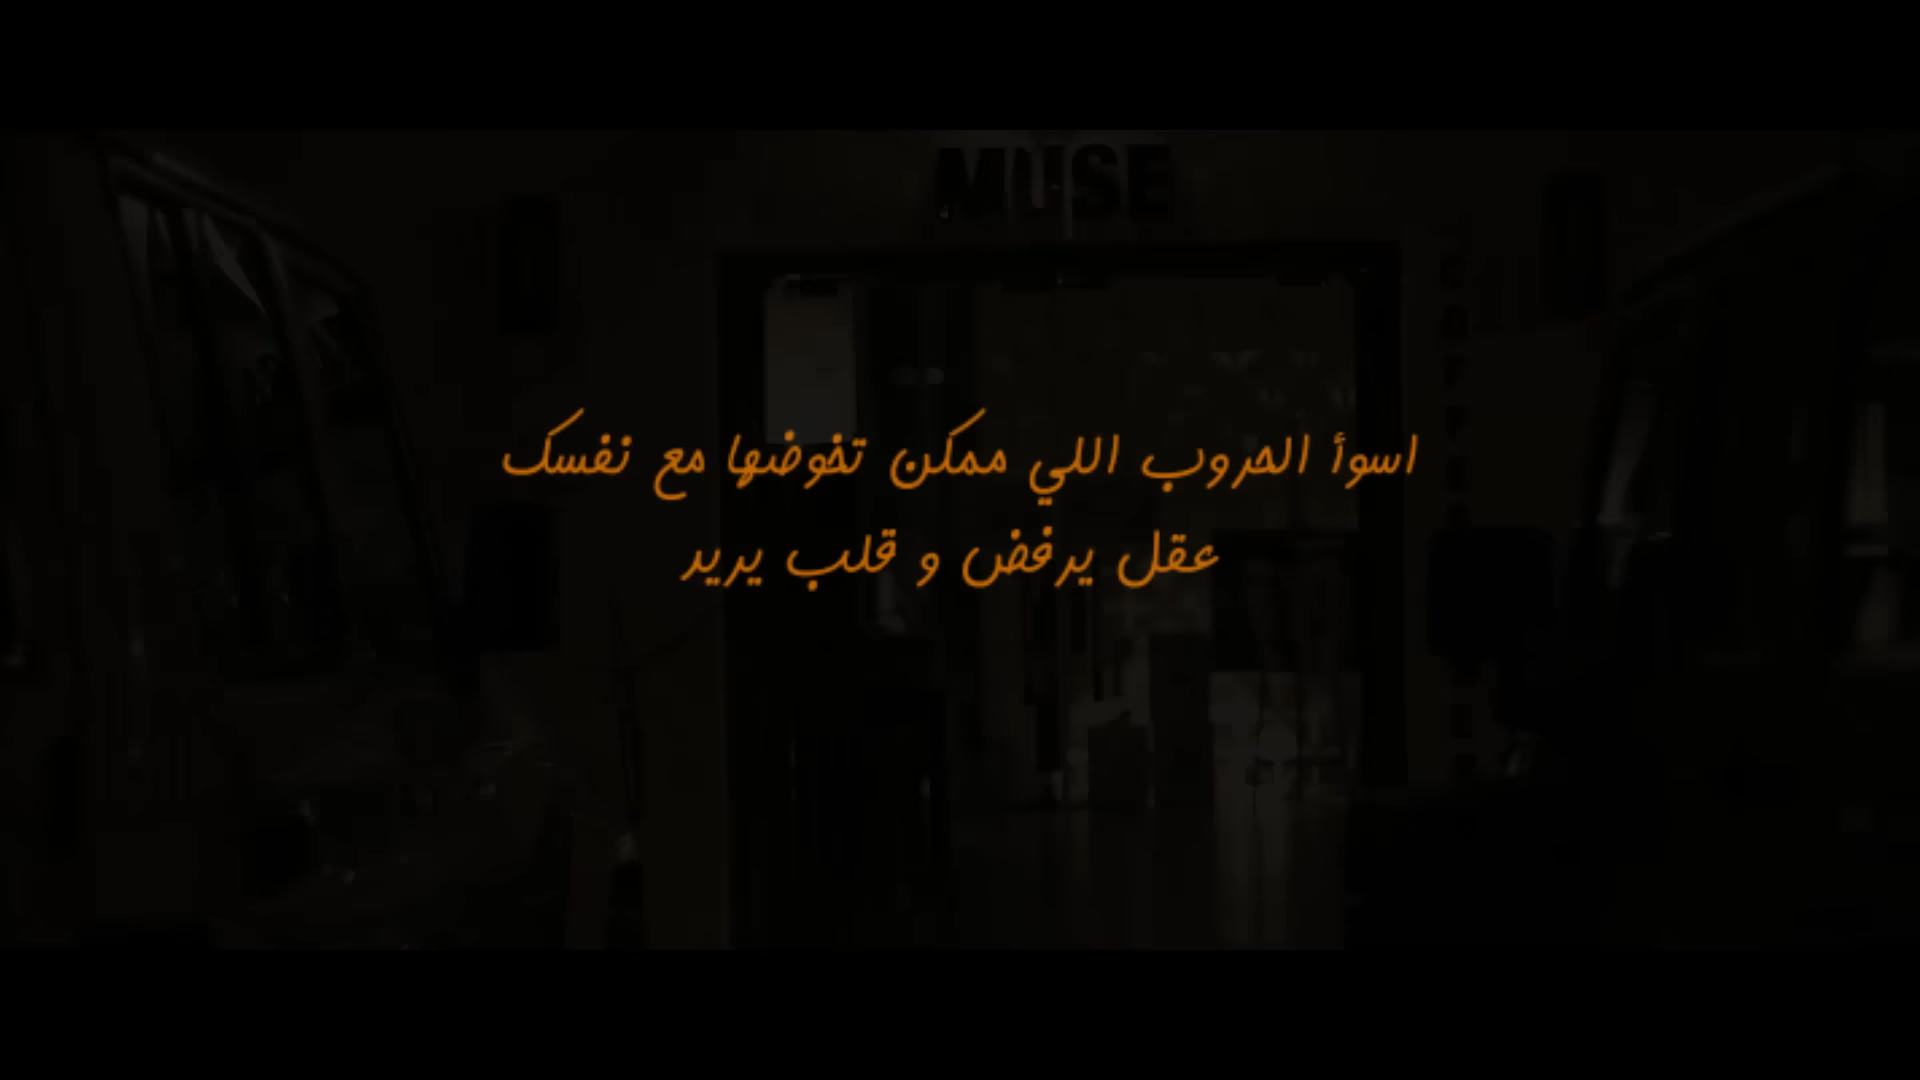 MUSE
اسوأ الحروب اللي ممكن تخوضها مع نفسك
عقل يرفض و قلب يريد